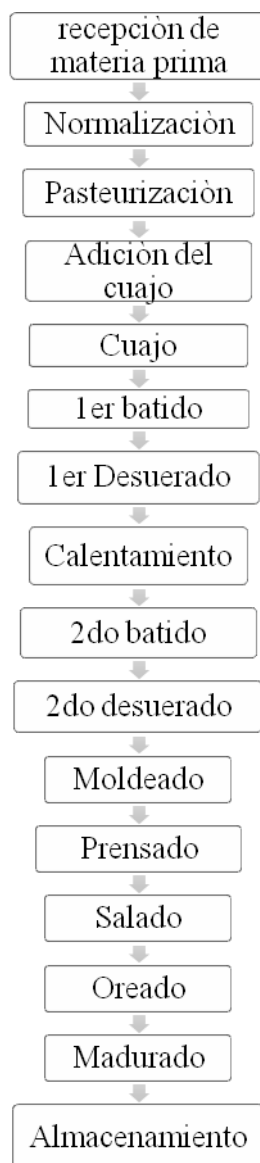 recepciòn de
materia prima
Normalizaciòn
Pasteurizaciòn
Adiciòn del
cuajo
Cuajo
1er batido
1er Desuerado
Calentamiento
2do batido
2do desuerado
Moldeado
Prensado
Salado
Oreado
Madurado
Almacenamiento